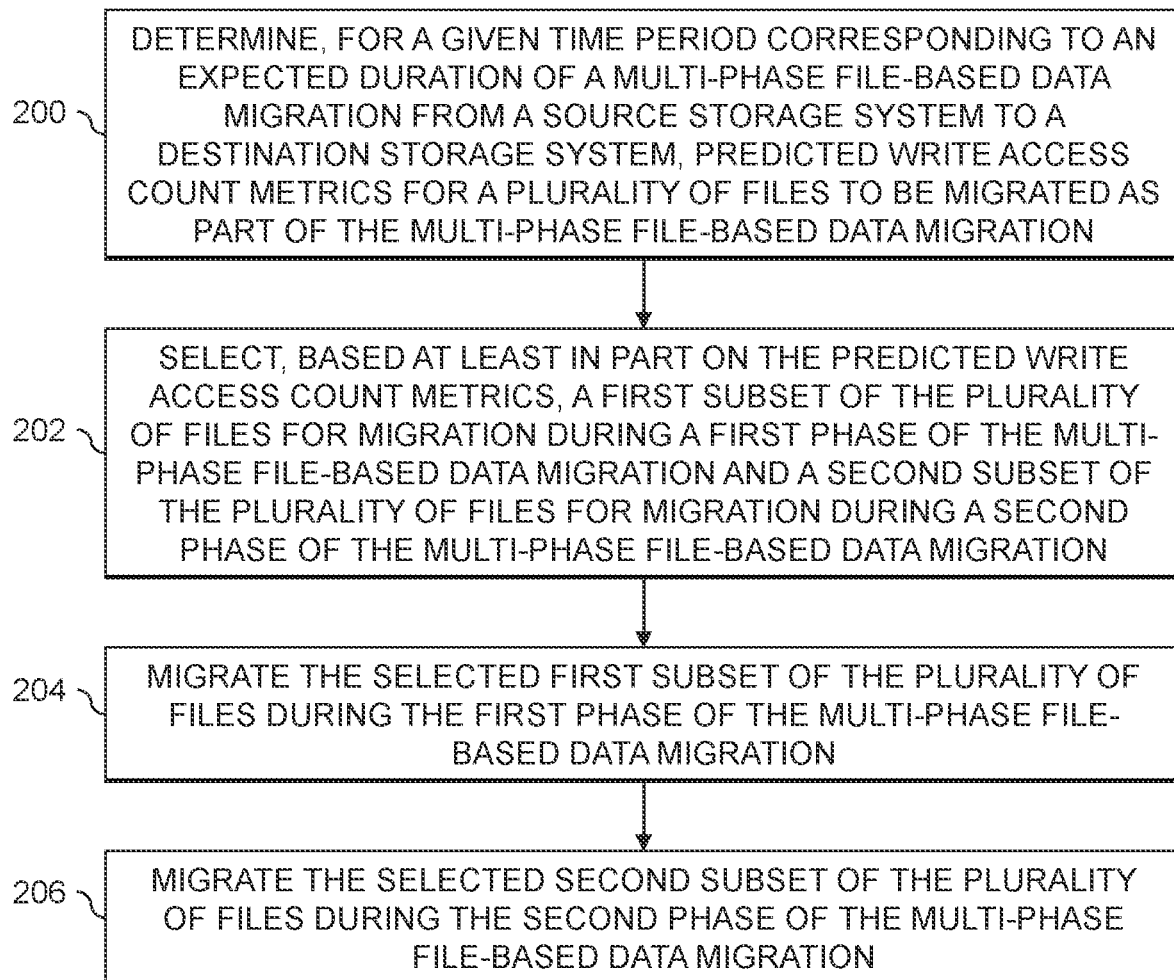 200
DETERMINE, FOR A GIVEN TIME PERIOD CORRESPONDING TO AN
EXPECTED DURATION OF A MULTI-PHASE FILE-BASED DATA
MIGRATION FROM A SOURCE STORAGE SYSTEM TO A
DESTINATION STORAGE SYSTEM, PREDICTED WRITE ACCESS
COUNT METRICS FOR A PLURALITY OF FILES TO BE MIGRATED AS
PART OF THE MULTI-PHASE FILE-BASED DATA MIGRATION
202
SELECT, BASED AT LEAST IN PART ON THE PREDICTED WRITE
ACCESS COUNT METRICS, A FIRST SUBSET OF THE PLURALITY
OF FILES FOR MIGRATION DURING A FIRST PHASE OF THE MULTI-
PHASE FILE-BASED DATA MIGRATION AND A SECOND SUBSET OF
THE PLURALITY OF FILES FOR MIGRATION DURING A SECOND
PHASE OF THE MULTI-PHASE FILE-BASED DATA MIGRATION
204
MIGRATE THE SELECTED FIRST SUBSET OF THE PLURALITY OF
FILES DURING THE FIRST PHASE OF THE MULTI-PHASE FILE-
BASED DATA MIGRATION
206
MIGRATE THE SELECTED SECOND SUBSET OF THE PLURALITY
OF FILES DURING THE SECOND PHASE OF THE MULTI-PHASE
FILE-BASED DATA MIGRATION